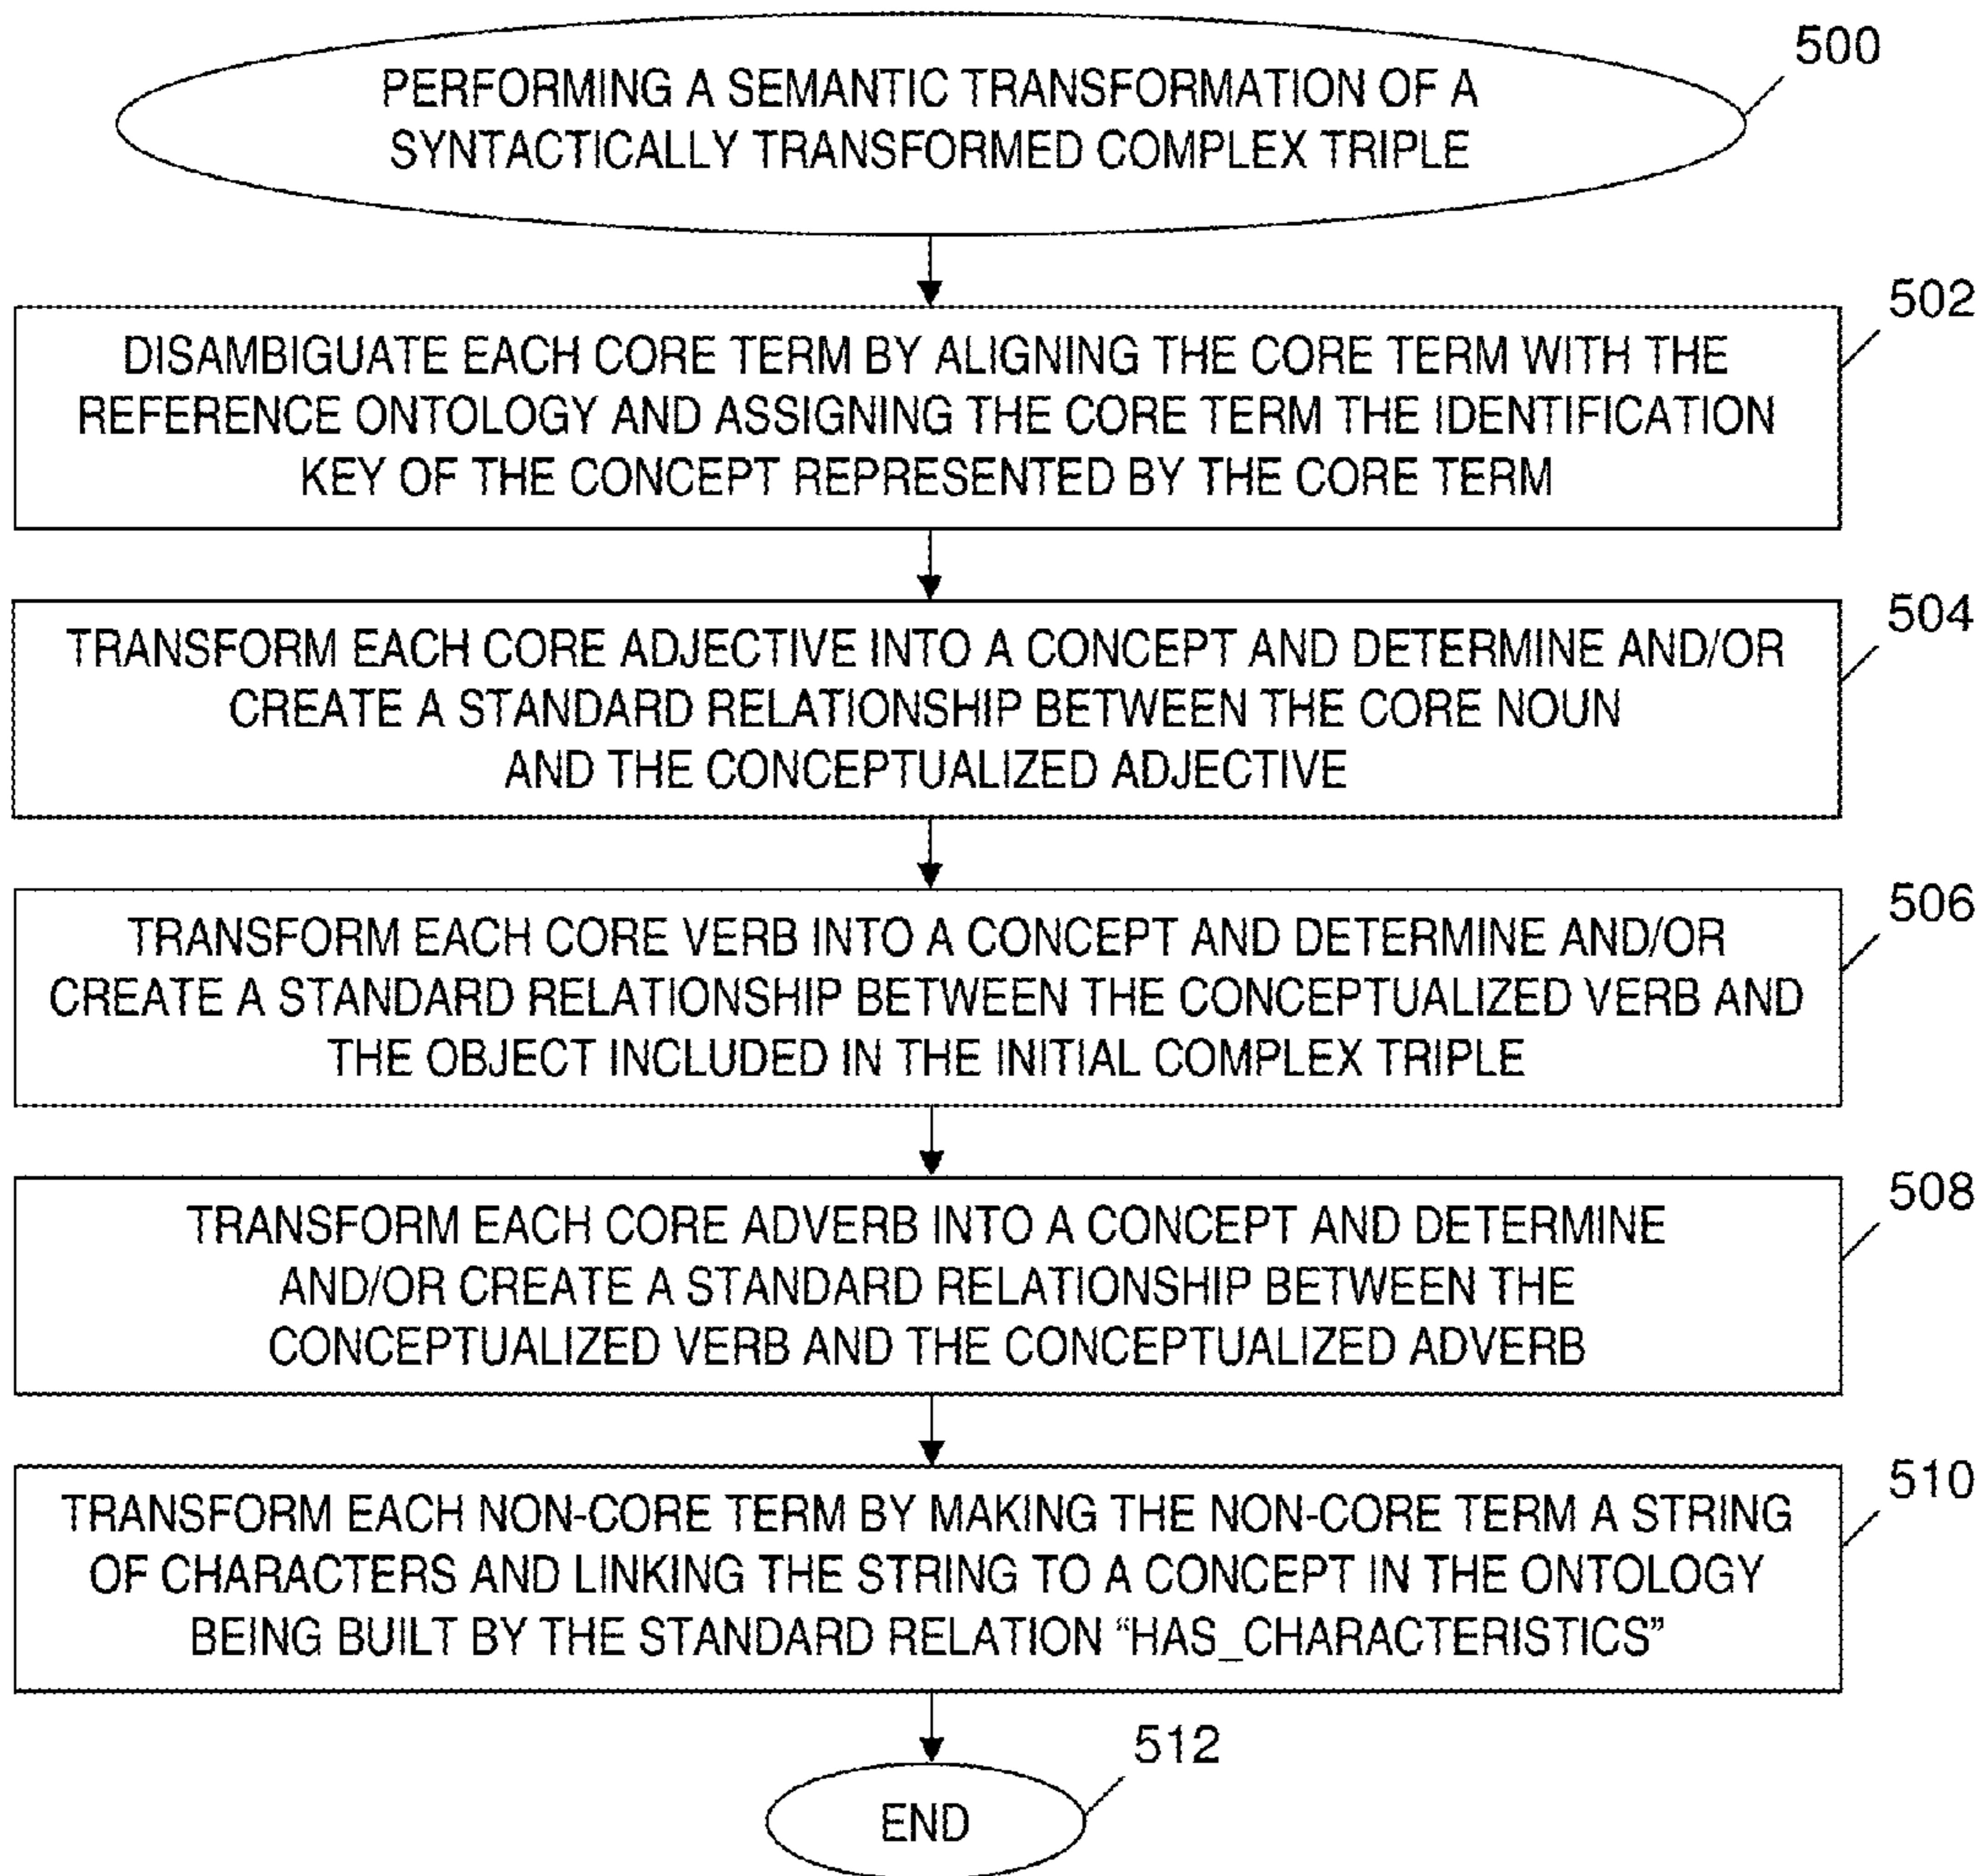 500
PERFORMING A SEMANTIC TRANSFORMATION OF A
SYNTACTICALLY TRANSFORMED COMPLEX TRIPLE
502
DISAMBIGUATE EACH CORE TERM BY ALIGNING THE CORE TERM WITH THE
REFERENCE ONTOLOGY AND ASSIGNING THE CORE TERM THE IDENTIFICATION
KEY OF THE CONCEPT REPRESENTED BY THE CORE TERM
504
TRANSFORM EACH CORE ADJECTIVE INTO A CONCEPT AND DETERMINE AND/OR
CREATE A STANDARD RELATIONSHIP BETWEEN THE CORE NOUN
AND THE CONCEPTUALIZED ADJECTIVE
506
TRANSFORM EACH CORE VERB INTO A CONCEPT AND DETERMINE AND/OR
CREATE A STANDARD RELATIONSHIP BETWEEN THE CONCEPTUALIZED VERB AND
THE OBJECT INCLUDED IN THE INITIAL COMPLEX TRIPLE
508
TRANSFORM EACH CORE ADVERB INTO A CONCEPT AND DETERMINE
AND/OR CREATE A STANDARD RELATIONSHIP BETWEEN THE
CONCEPTUALIZED VERB AND THE CONCEPTUALIZED ADVERB
510
TRANSFORM EACH NON-CORE TERM BY MAKING THE NON-CORE TERM A STRING
OF CHARACTERS AND LINKING THE STRING TO A CONCEPT IN THE ONTOLOGY
BEING BUILT BY THE STANDARD RELATION “HAS_CHARACTERISTICS”
512
END